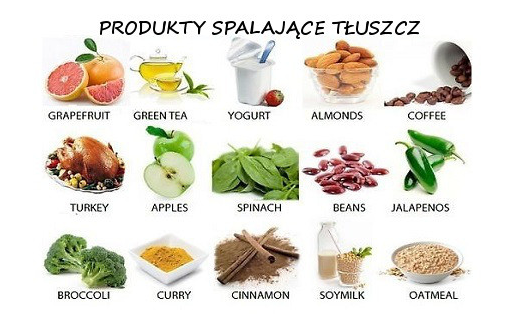 PRODUKTY SPALAJĄCE TŁUSZCZ
GRAPEFRUIT GREEN TEA YOGURT ALMONDS COFFEE
TURKEY APPLES SPINACH BEANS JALAPENOS
BROCCOLI CURRY CINNAMON SOYMILK OATMEAL